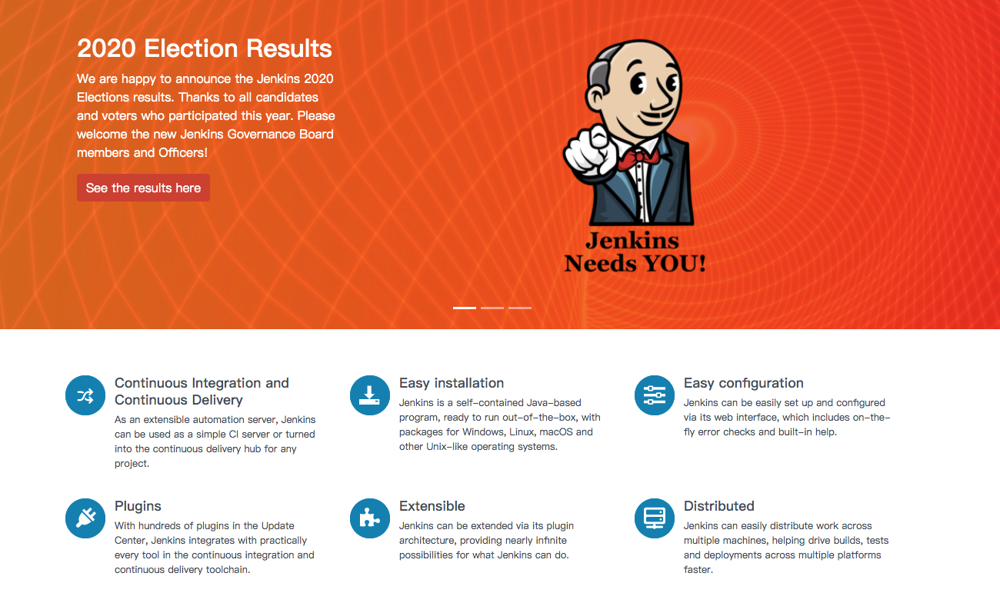 2020 Election Results
We are happy to announce the Jenkins 2020
Elections results. Thanks to all candidates
and voters who participated this year. Please
welcome the new Jenkins Governance Board
members and Officers!
See the results here
Jenkins
Needs YOU!
Continuous Integration and
Continuous Delivery
As an extensible automation server, Jenkins
can be used as a simple CI server or turned
into the continuous delivery hub for any
project.
Easy installation
Jenkins is a self-contained Java-based
program, ready to run out-of-the-box, with
packages for Windows, Linux, macOS and
other Unix-like operating systems.
Easy configuration
Jenkins can be easily set up and configured
via its web interface, which includes on-the-
fly error checks and built-in help.
Plugins
With hundreds of plugins in the Update
Center, Jenkins integrates with practically
every tool in the continuous integration and
continuous delivery toolchain.
Extensible
Jenkins can be extended via its plugin
architecture, providing nearly infinite
possibilities for what Jenkins can do.
Distributed
Jenkins can easily distribute work across
multiple machines, helping drive builds, tests
and deployments across multiple platforms
faster.